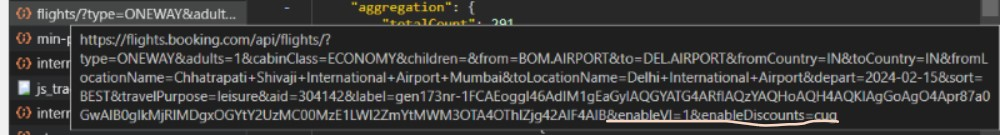 flights/?type=ONEWAY&adult...
-
"aggregation": {
"totalCount": 291
min-p
https://flights.booking.com/api/flights/?
type=ONEWAY&adults=1&cabinClass=ECONOMY&children=&from=BOM.AIRPORT&to=DEL.AIRPORT&fromCountry=IN&toCountry=IN&fromL
interr
ocationName=Chhatrapati+Shivaji+International+Airport+Mumbai&toLocationName=Delhi+International+Airport&depart=2024-02-15&sort=
js_tra
BEST&travelPurpose=leisure&aid=304142&label=gen173nr-1FCAEoggI46AdIM1gEaGyIAQGYATG4ARfIAQzYAQHoAQH4AQKIAgGoAgO4Apr87a0
interr
GwAIB0gIkMjRlMDgxOGYtY2UzMC00MzE1LWI2ZmYtMWM3OTA4OThlZjg42AIF4AIB&enableVI=1&enableDiscounts=cug